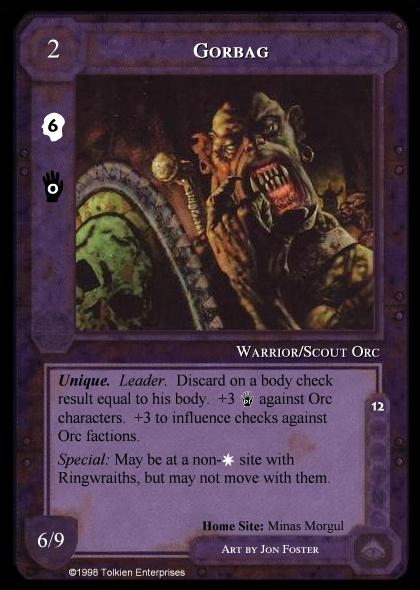 2
GORBAG
6
0
WARRIOR/SCOUT ORC
Unique. Leader. Discard on a body check
result equal to his body. +3 DI against Orc
characters. +3 to influence checks against
Orc factions.
12
Special: May be at a non- site with
Ringwraiths, but may not move with them.
Home Site: Minas Morgul
6/9
ART BY JON FOSTER
©1998 Tolkien Enterprises